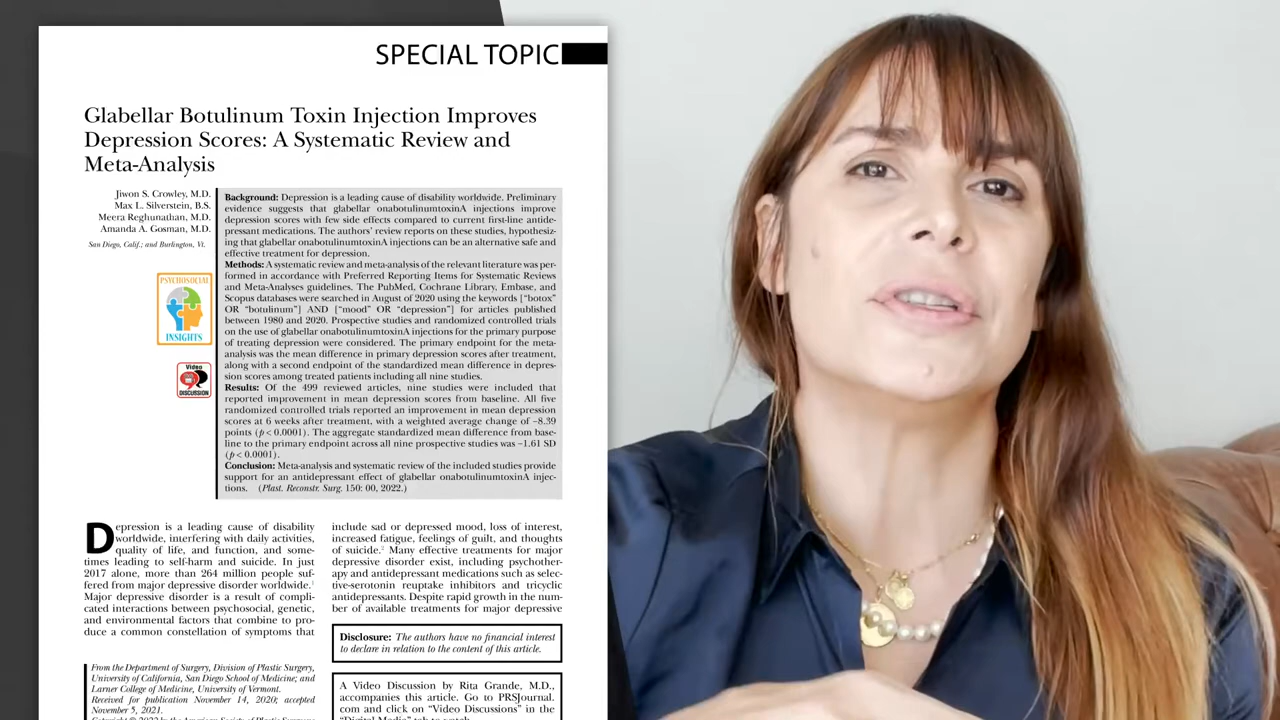 SPECIAL TOPIC
Glabellar Botulinum Toxin Injection Improves
Depression Scores: A Systematic Review and
Meta-Analysis
Jiwon S. Crowley, M.D.
Max L. Silverstein, B.S.
Meera Reghunathan, M.D.
Amanda A. Gosman, M.D.
San Diego, Calif.; and Burlington, Vt.
PSYCHOSOCIAL
INSIGHTS
Video
DISCUSSION
Background: Depression is a leading cause of disability worldwide. Preliminary
evidence suggests that glabellar onabotulinumtoxinA injections improve
depression scores with few side effects compared to current first-line antide-
pressant medications. The authors' review reports on these studies, hypothesiz-
ing that glabellar onabotulinumtoxinA injections can be an alternative safe and
effective treatment for depression.
Methods: A systematic review and meta-analysis of the relevant literature was per-
formed in accordance with Preferred Reporting Items for Systematic Reviews
and Meta-Analyses guidelines. The PubMed, Cochrane Library, Embase, and
Scopus databases were searched in August of 2020 using the keywords ["botox"
OR "botulinum"] AND ["mood" OR "depression"] for articles published
between 1980 and 2020. Prospective studies and randomized controlled trials
on the use of glabellar onabotulinumtoxinA injections for the primary purpose
of treating depression were considered. The primary endpoint for the meta-
analysis was the mean difference in primary depression scores after treatment,
along with a second endpoint of the standardized mean difference in depres-
sion scores among treated patients including all nine studies.
Results: Of the 499 reviewed articles, nine studies were included that
reported improvement in mean depression scores from baseline. All five
randomized controlled trials reported an improvement in mean depression
scores at 6 weeks after treatment, with a weighted average change of –8.39
points (p < 0.0001). The aggregate standardized mean difference from base-
line to the primary endpoint across all nine prospective studies was –1.61 SD
(p < 0.0001).
Conclusion: Meta-analysis and systematic review of the included studies provide
support for an antidepressant effect of glabellar onabotulinumtoxinA injec-
tions. (Plast. Reconstr. Surg. 150: 00, 2022.)
Depression is a leading cause of disability
worldwide, interfering with daily activities,
quality of life, and function, and some-
times leading to self-harm and suicide. In just
2017 alone, more than 264 million people suf-
fered from major depressive disorder worldwide.1
Major depressive disorder is a result of compli-
cated interactions between psychosocial, genetic,
and environmental factors that combine to pro-
duce a common constellation of symptoms that
From the Department of Surgery, Division of Plastic Surgery,
University of California, San Diego School of Medicine; and
Larner College of Medicine, University of Vermont.
Received for publication November 14, 2020; accepted
November 5, 2021.
include sad or depressed mood, loss of interest,
increased fatigue, feelings of guilt, and thoughts
of suicide.2 Many effective treatments for major
depressive disorder exist, including psychother-
apy and antidepressant medications such as selec-
tive-serotonin reuptake inhibitors and tricyclic
antidepressants. Despite rapid growth in the num-
ber of available treatments for major depressive
Disclosure: The authors have no financial interest
to declare in relation to the content of this article.
A Video Discussion by Rita Grande, M.D.,
accompanies this article. Go to PRSJournal.
com and click on "Video Discussions" in the